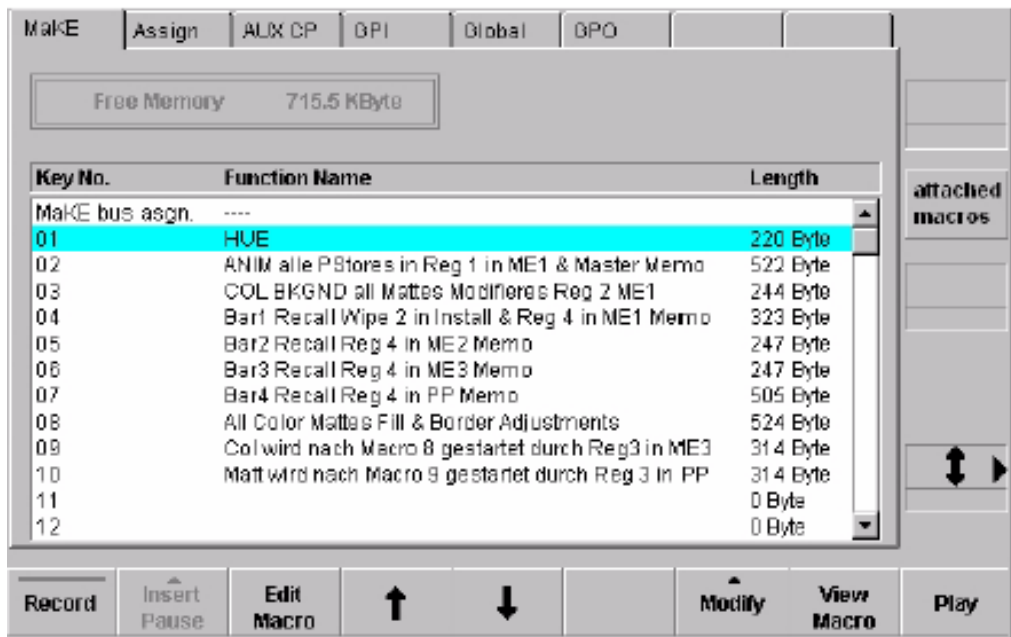 MaKE Assign AUX CP GPI Global GPO
Free Memory 715.5 KByte
Key No. Function Name Length
MaKE bus asgn. ----
01 HUE 220 Byte
02 ANIM alle PStores in Reg 1 in ME1 & Master Memo 522 Byte
03 COL BKGND all Mattes Modifieres Reg 2 ME1 244 Byte
04 Bar1 Recall Wipe 2 in Install & Reg 4 in ME1 Memo 323 Byte
05 Bar2 Recall Reg 4 in ME2 Memo 247 Byte
06 Bar3 Recall Reg 4 in ME3 Memo 247 Byte
07 Bar4 Recall Reg 4 in PP Memo 505 Byte
08 All Color Mattes Fill & Border Adjustments 524 Byte
09 Col wird nach Macro 8 gestartet durch Reg3 in ME3 314 Byte
10 Matt wird nach Macro 9 gestartet durch Reg 3 in PP 314 Byte
11 0 Byte
12 0 Byte
attached
macros
Record
Insert
Pause
Edit
Macro
Modify
View
Macro
Play